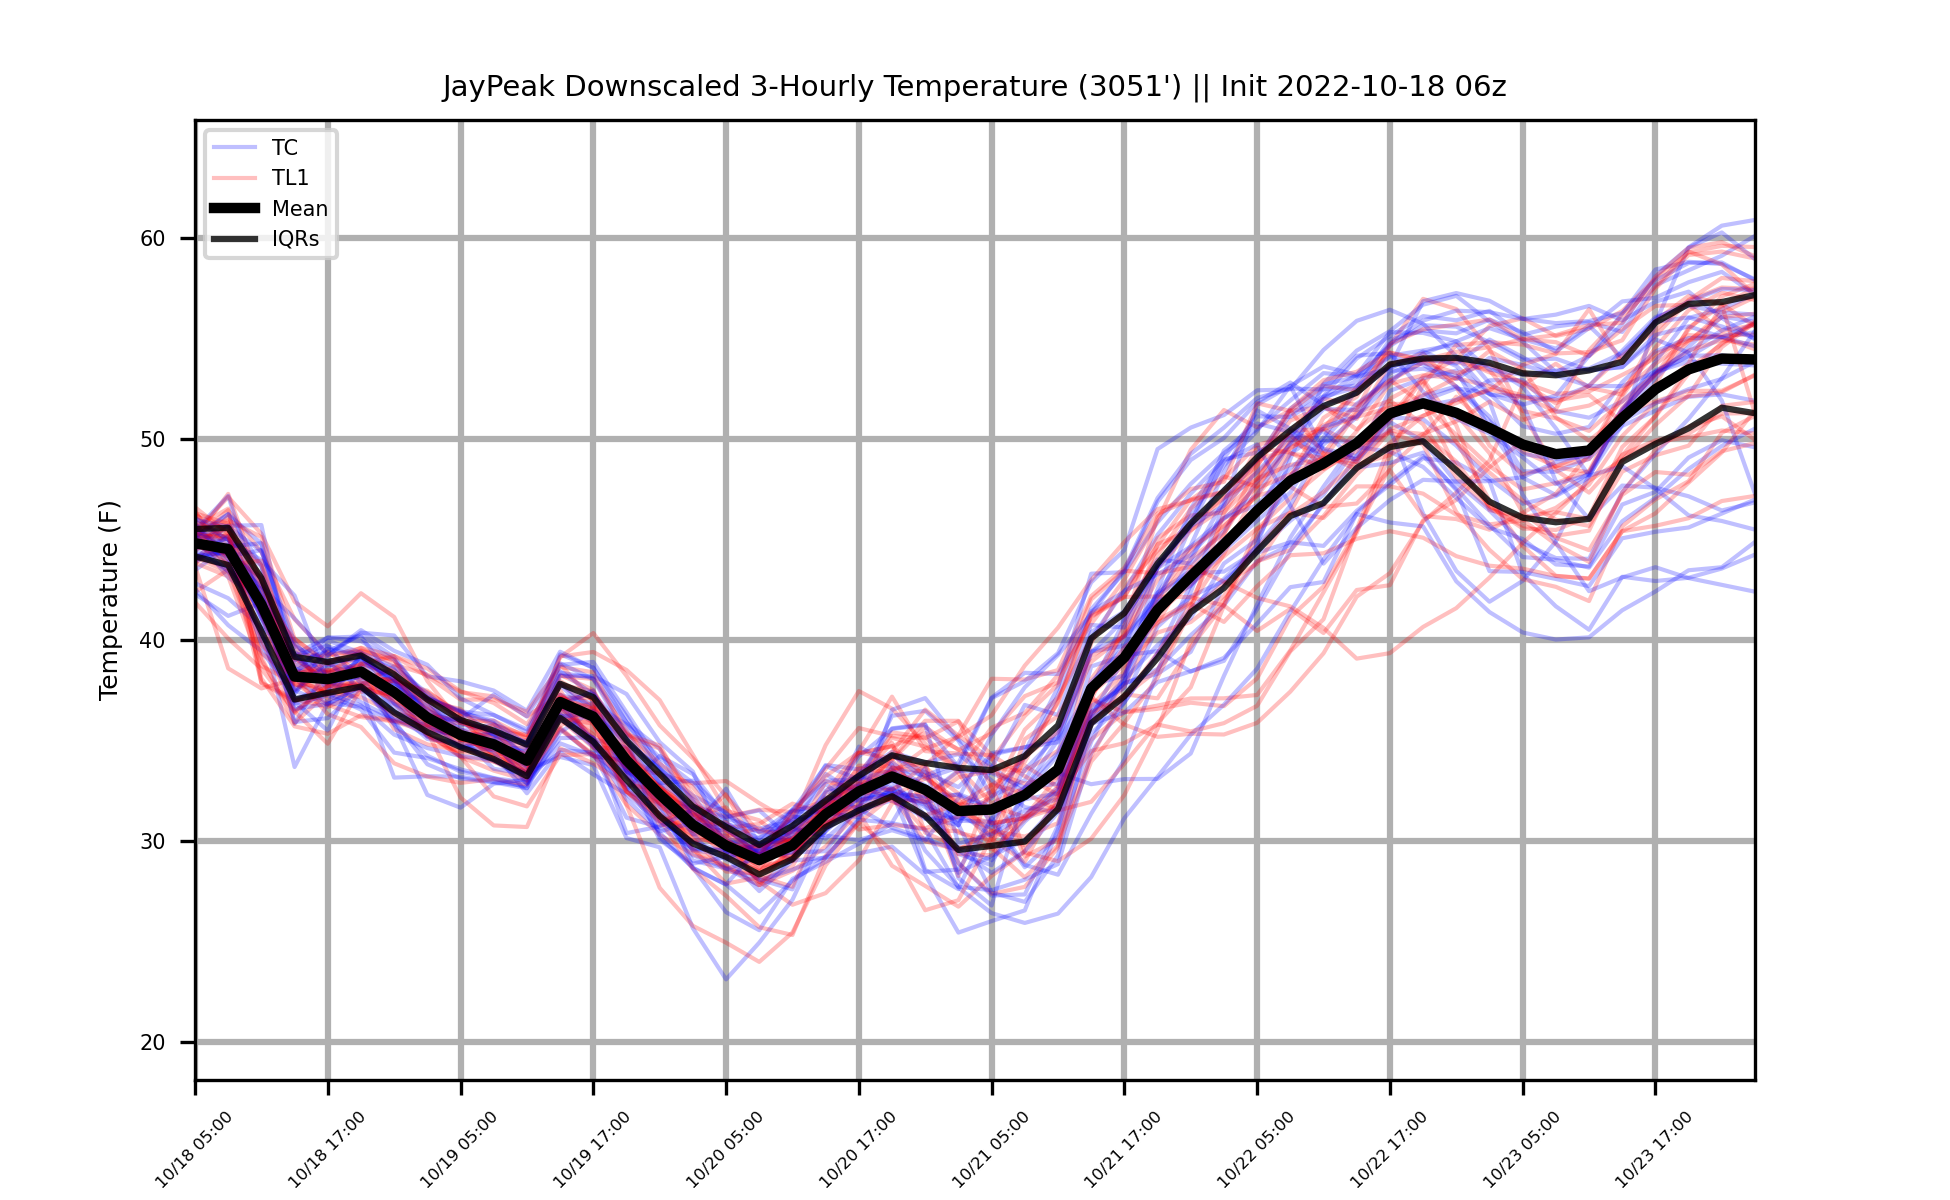 JayPeak Downscaled 3-Hourly Temperature (3051') || Init 2022-10-18 06z
TC
TL1
Mean
IQRs
Temperature (F)
60
50
40
30
20
10/18 05:00
10/18 17:00
10/19 05:00
10/19 17:00
10/20 05:00
10/20 17:00
10/21 05:00
10/21 17:00
10/22 05:00
10/22 17:00
10/23 05:00
10/23 17:00